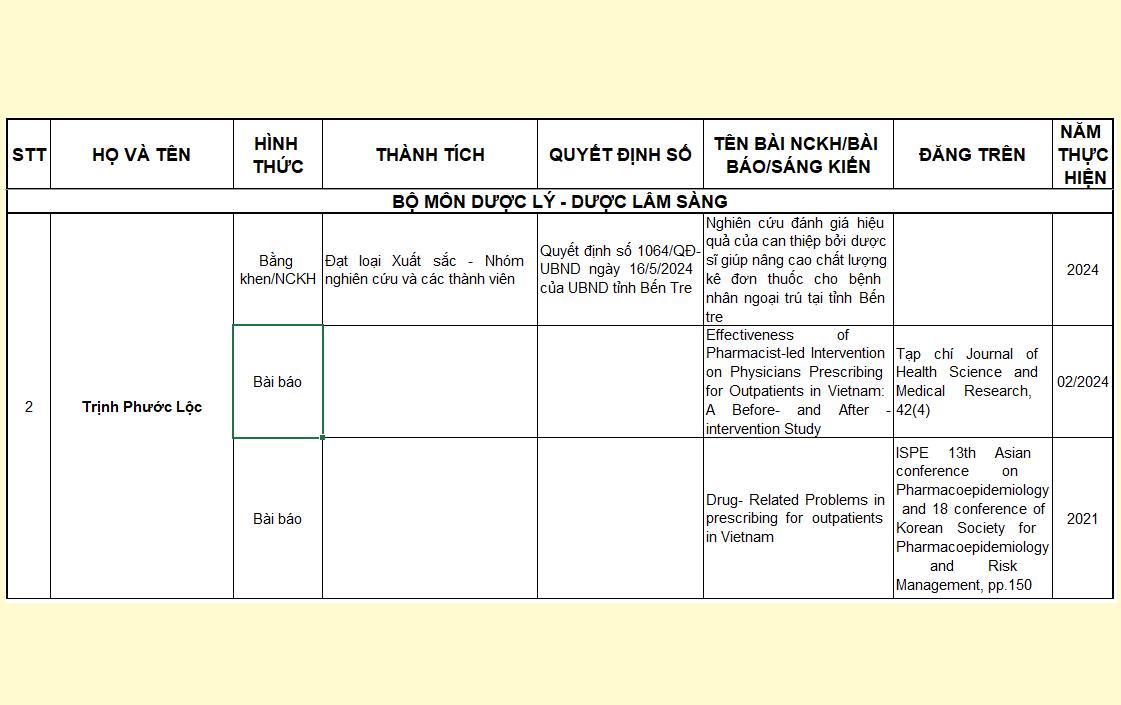 STT HỌ VÀ TÊN HÌNH THỨC THÀNH TÍCH QUYẾT ĐỊNH SỐ TÊN BÀI NCKH/BÀI BÁO/SÁNG KIẾN ĐĂNG TRÊN NĂM THỰC HIỆN
BỘ MÔN DƯỢC LÝ - DƯỢC LÂM SÀNG
2
Trịnh Phước Lộc
Bằng
khen/NCKH
Đạt loại Xuất sắc - Nhóm
nghiên cứu và các thành viên
Quyết định số 1064/QĐ-
UBND ngày 16/5/2024
của UBND tỉnh Bến Tre
Nghiên cứu đánh giá hiệu
quả của can thiệp bởi dược
sĩ giúp nâng cao chất lượng
kê đơn thuốc cho bệnh
nhân ngoại trú tại tỉnh Bến
tre
2024
Bài báo
Effectiveness of
Pharmacist-led Intervention
on Physicians Prescribing
for Outpatients in Vietnam:
A Before- and After -
intervention Study
Tạp chí Journal of
Health Science and
Medical Research,
42(4)
02/2024
Bài báo
Drug- Related Problems in
prescribing for outpatients
in Vietnam
ISPE 13th Asian
conference on
Pharmacoepidemiology
and 18 conference of
Korean Society for
Pharmacoepidemiology
and Risk
Management, pp.150
2021